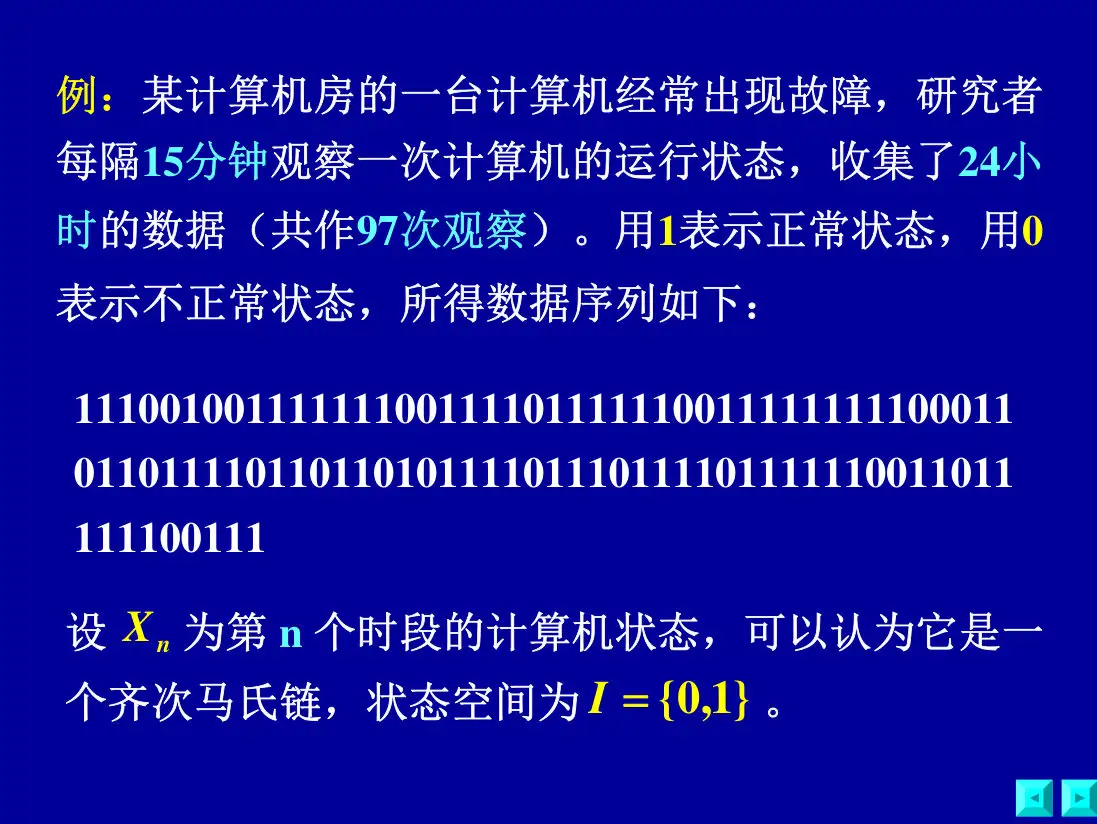 例：某计算机房的一台计算机经常出现故障，研究者
每隔15分钟观察一次计算机的运行状态，收集了24小
时的数据（共作97次观察）。用1表示正常状态，用0
表示不正常状态，所得数据序列如下：
11100100111111100111101111110011111111100011
01101111011011010111101110111101111110011011
111100111
设 Xn 为第 n 个时段的计算机状态，可以认为它是一
个齐次马氏链，状态空间为 I = {0,1} 。